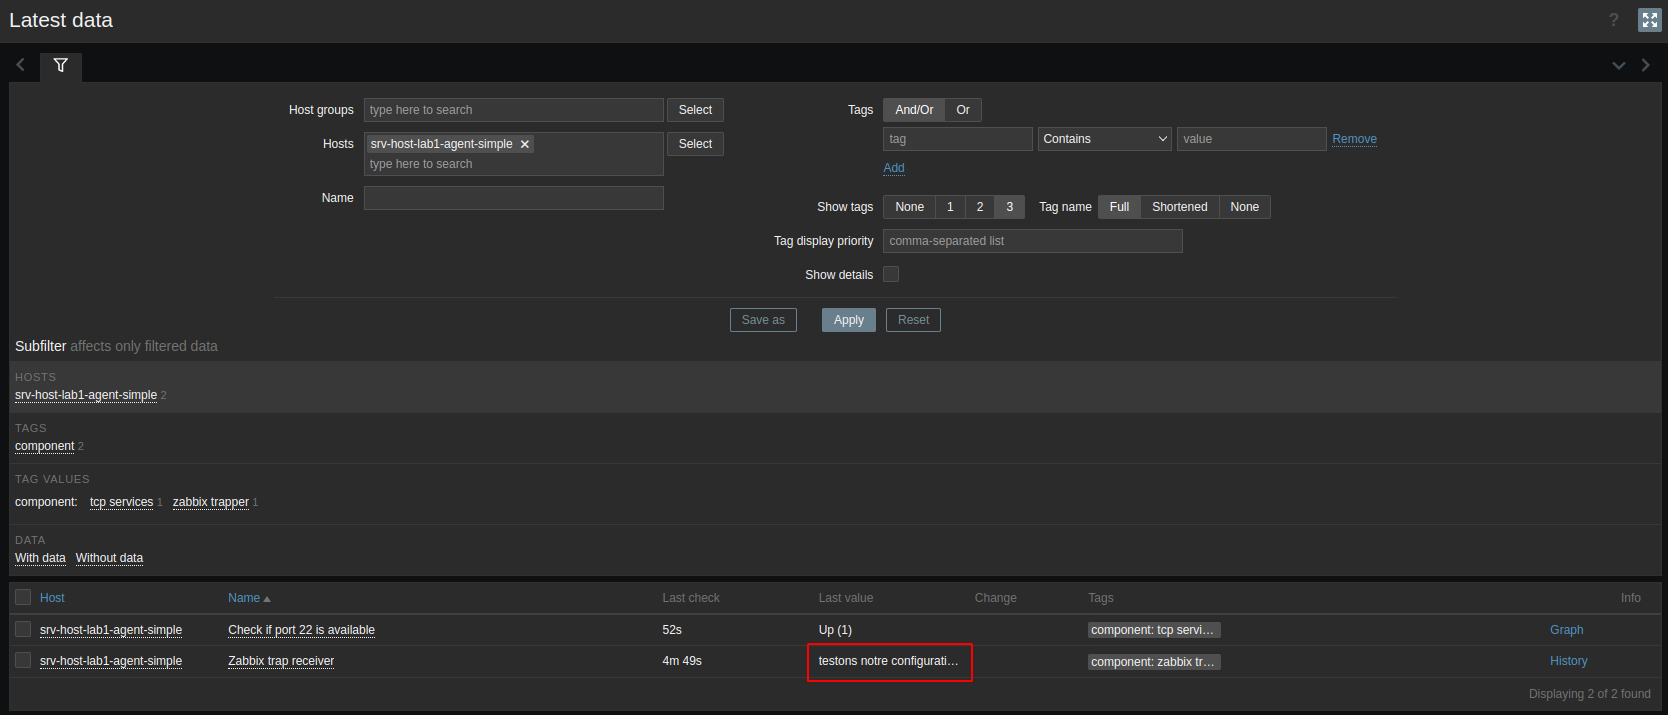 Latest data
?
Host groups type here to search Select
Hosts srv-host-lab1-agent-simple ✕ Select
type here to search
Name
Tags And/Or Or
tag Contains value Remove
Add
Show tags None 1 2 3 Tag name Full Shortened None
Tag display priority comma-separated list
Show details
Save as Apply Reset
Subfilter affects only filtered data
HOSTS
srv-host-lab1-agent-simple 2
TAGS
component 2
TAG VALUES
component: tcp services 1 zabbix trapper 1
DATA
With data Without data
Host Name Last check Last value Change Tags Info
srv-host-lab1-agent-simple Check if port 22 is available 52s Up (1) component: tcp servi... Graph
srv-host-lab1-agent-simple Zabbix trap receiver 4m 49s testons notre configurati... component: zabbix tr... History
Displaying 2 of 2 found